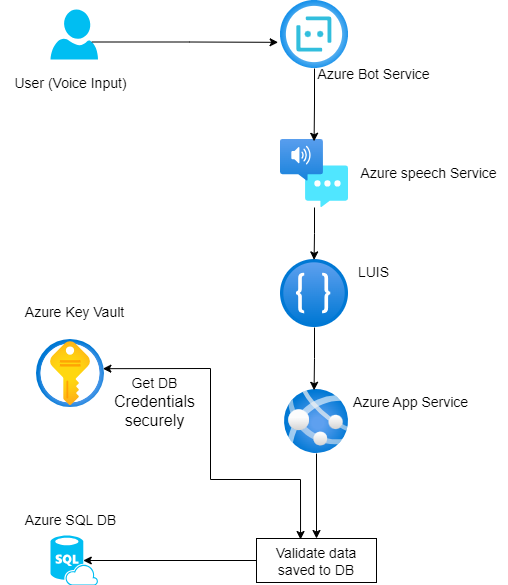 User (Voice Input)
Azure Bot Service
Azure speech Service
LUIS
Azure Key Vault
Get DB
Credentials
securely
Azure App Service
Azure SQL DB
SQL
Validate data
saved to DB